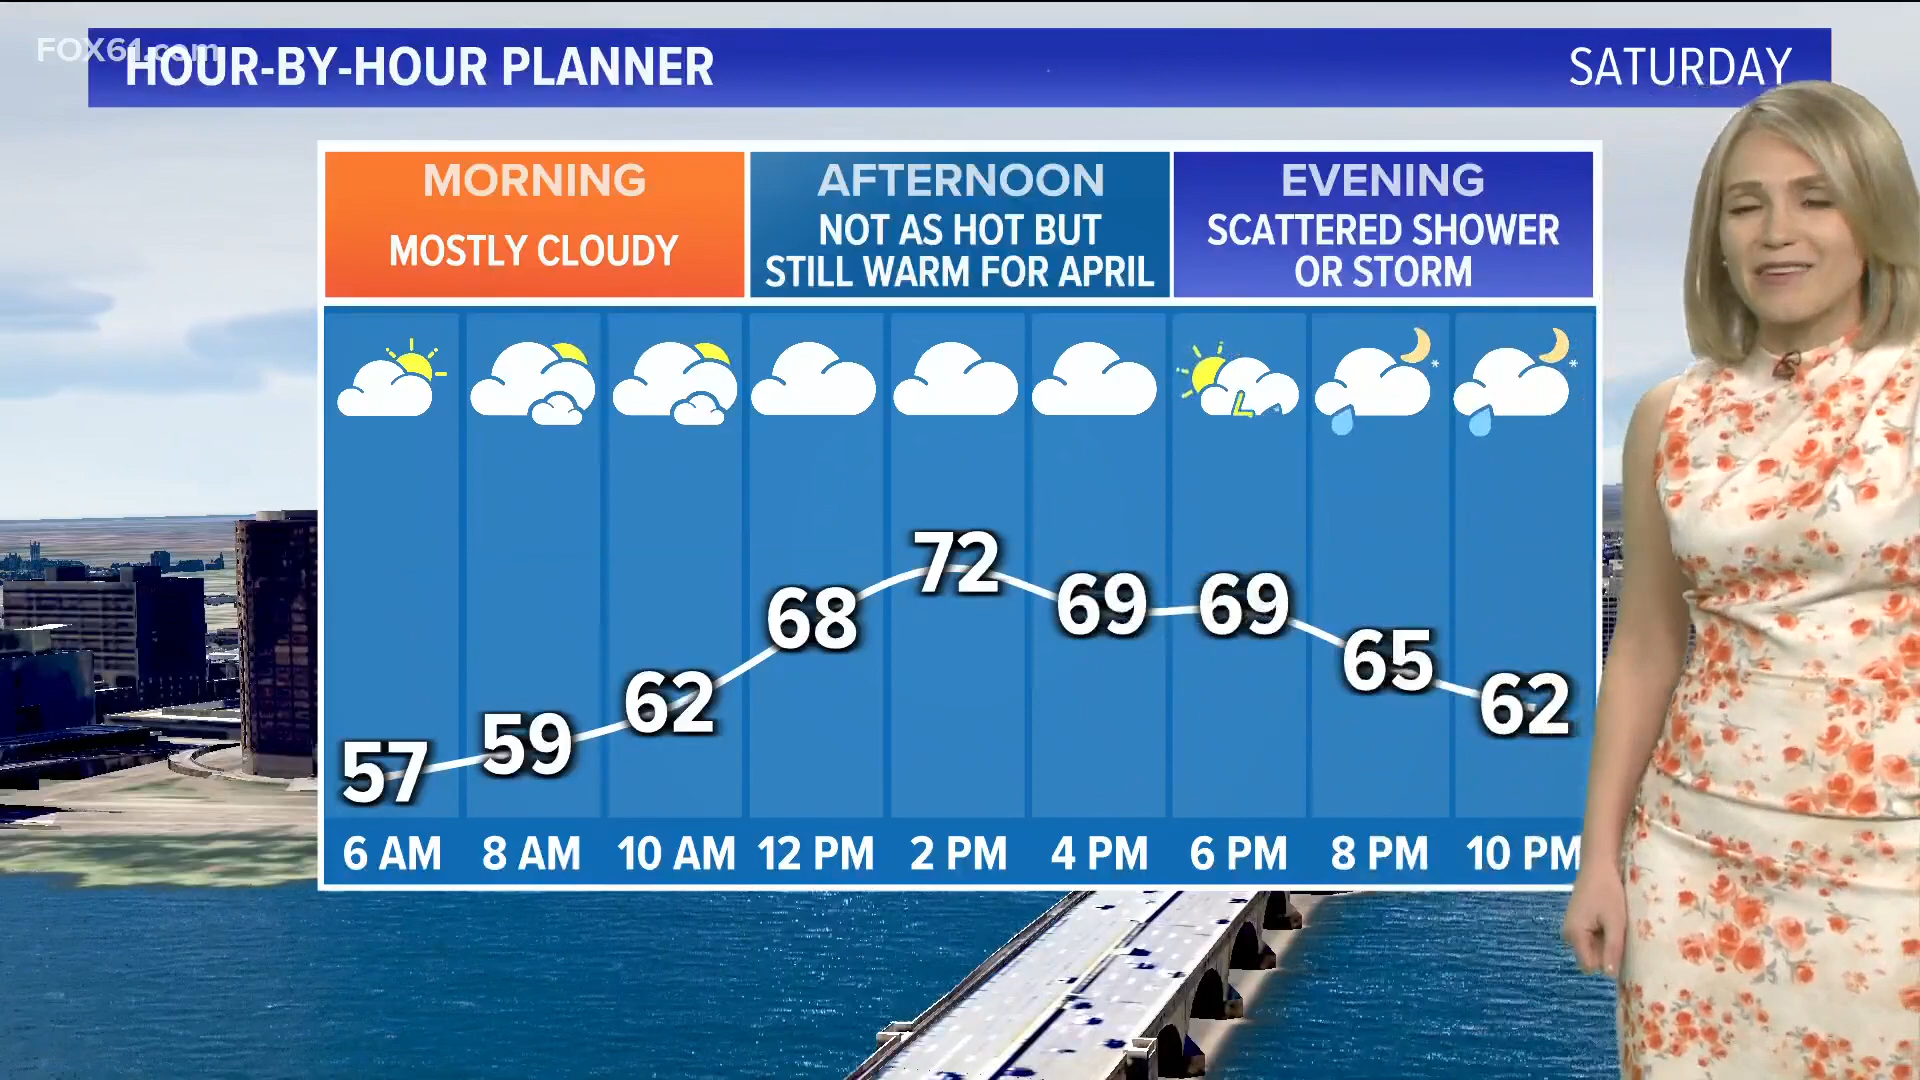 FOX61.com
HOUR-BY-HOUR PLANNER
SATURDAY
MORNING
MOSTLY CLOUDY
AFTERNOON
NOT AS HOT BUT
STILL WARM FOR APRIL
EVENING
SCATTERED SHOWER
OR STORM
57 59 62 68 72 69 69 65 62
6 AM 8 AM 10 AM 12 PM 2 PM 4 PM 6 PM 8 PM 10 PM